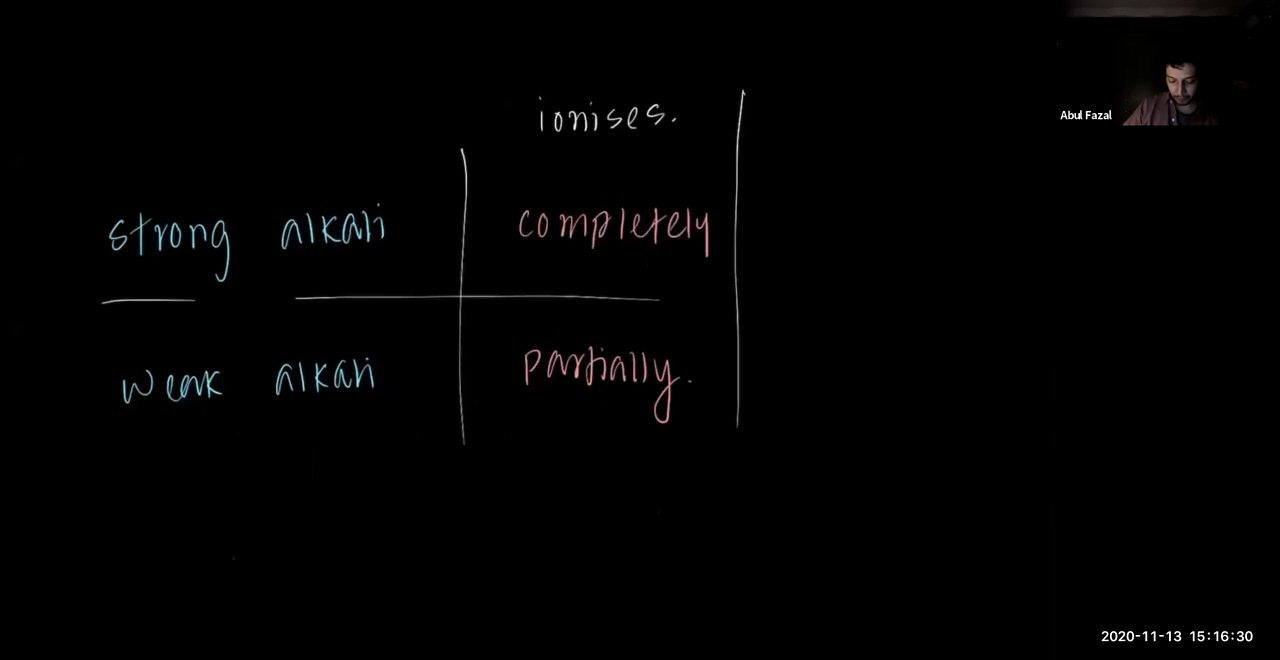 ionises.
Abul Fazal
strong alkali
completely
weak alkali
partially.
2020-11-13 15:16:30